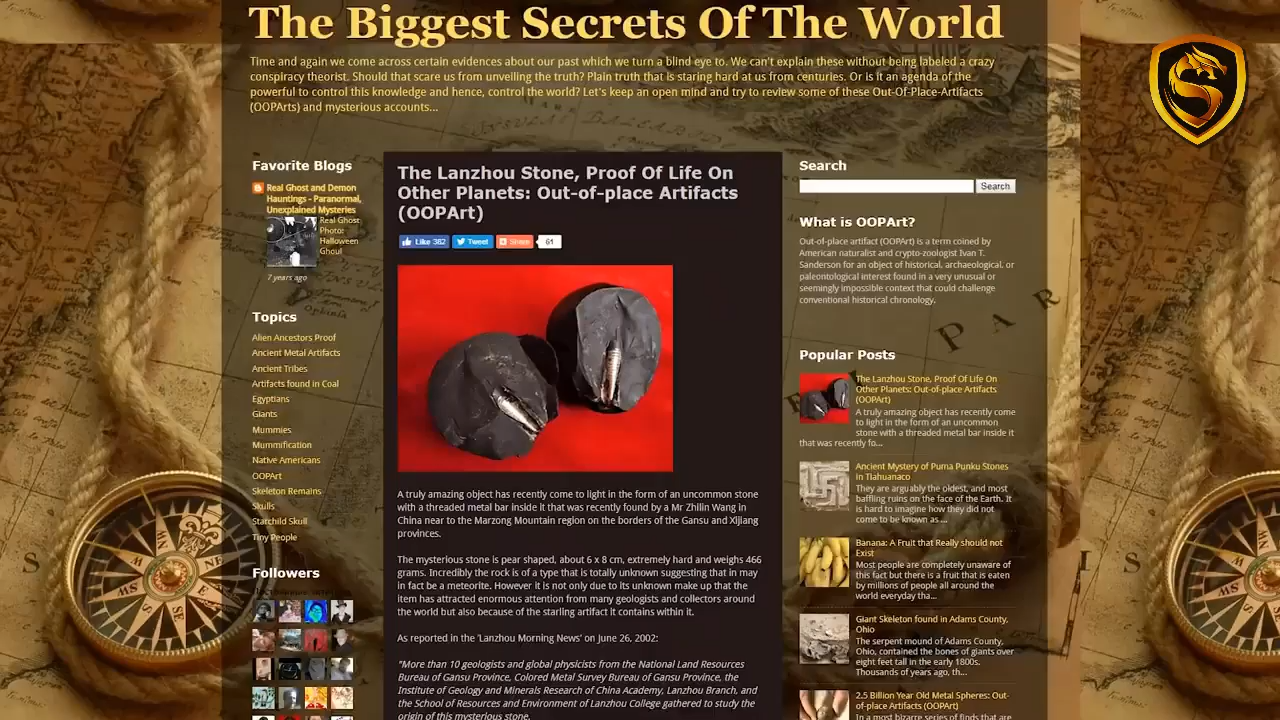 The Biggest Secrets Of The World
Time and again we come across certain evidences about our past which we turn a blind eye to. We can't explain these without being labeled a crazy
conspiracy theorist. Should that scare us from unveiling the truth? Plain truth that is staring hard at us from centuries. Or is it an agenda of the
powerful to control this knowledge and hence, control the world? Let's keep an open mind and try to review some of these Out-Of-Place-Artifacts
(OOPArts) and mysterious accounts...
Favorite Blogs
Real Ghost and Demon
Hauntings - Paranormal,
Unexplained Mysteries
Real Ghost
Photo:
Halloween
Ghoul
7 years ago
Topics
Alien Ancestors Proof
Ancient Metal Artifacts
Ancient Tribes
Artifacts found in Coal
Egyptians
Giants
Mummies
Mummification
Native Americans
OOPArt
Skeleton Remains
Skulls
Starchild Skull
Tiny People
Followers
The Lanzhou Stone, Proof Of Life On
Other Planets: Out-of-place Artifacts
(OOPArt)
Like 362
Tweet
Share
61
A truly amazing object has recently come to light in the form of an uncommon stone
with a threaded metal bar inside it that was recently found by a Mr Zhilin Wang in
China near to the Marzong Mountain region on the borders of the Gansu and Xijiang
provinces.
The mysterious stone is pear shaped, about 6 x 8 cm, extremely hard and weighs 466
grams. Incredibly the rock is of a type that is totally unknown suggesting that in may
in fact be a meteorite. However it is not only due to its unknown make up that the
item has attracted enormous attention from many geologists and collectors around
the world but also because of the starling artifact it contains within it.
As reported in the 'Lanzhou Morning News' on June 26, 2002:
"More than 10 geologists and global physicists from the National Land Resources
Bureau of Gansu Province, Colored Metal Survey Bureau of Gansu Province, the
Institute of Geology and Minerals Research of China Academy, Lanzhou Branch, and
the School of Resources and Environment of Lanzhou College gathered to study the
origin of this mysterious stone.
Search
Search
What is OOPArt?
Out-of-place artifact (OOPArt) is a term coined by
American naturalist and crypto-zoologist Ivan T.
Sanderson for an object of historical, archaeological, or
paleontological interest found in a very unusual or
seemingly impossible context that could challenge
conventional historical chronology.
Popular Posts
The Lanzhou Stone, Proof Of Life On
Other Planets: Out-of-place Artifacts
(OOPArt)
A truly amazing object has recently come
to light in the form of an uncommon
stone with a threaded metal bar inside it
that was recently fo...
Ancient Mystery of Puma Punku Stones
in Tiahuanaco
They are arguably the oldest, and most
baffling ruins on the face of the Earth. It
is hard to imagine how they did not
come to be known as ...
Banana: A Fruit that Really should not
Exist
Most people are completely unaware of
this fact but there is a fruit that is eaten
by millions of people all around the
world everyday tha...
Giant Skeleton found in Adams County,
Ohio
The serpent mound of Adams County,
Ohio, contained the bones of giants over
eight feet tall in the early 1800s.
Thousands of years ago, th...
2.5 Billion Year Old Metal Spheres: Out-
of-place Artifacts (OOPArt)
In a most bizarre series of finds that are